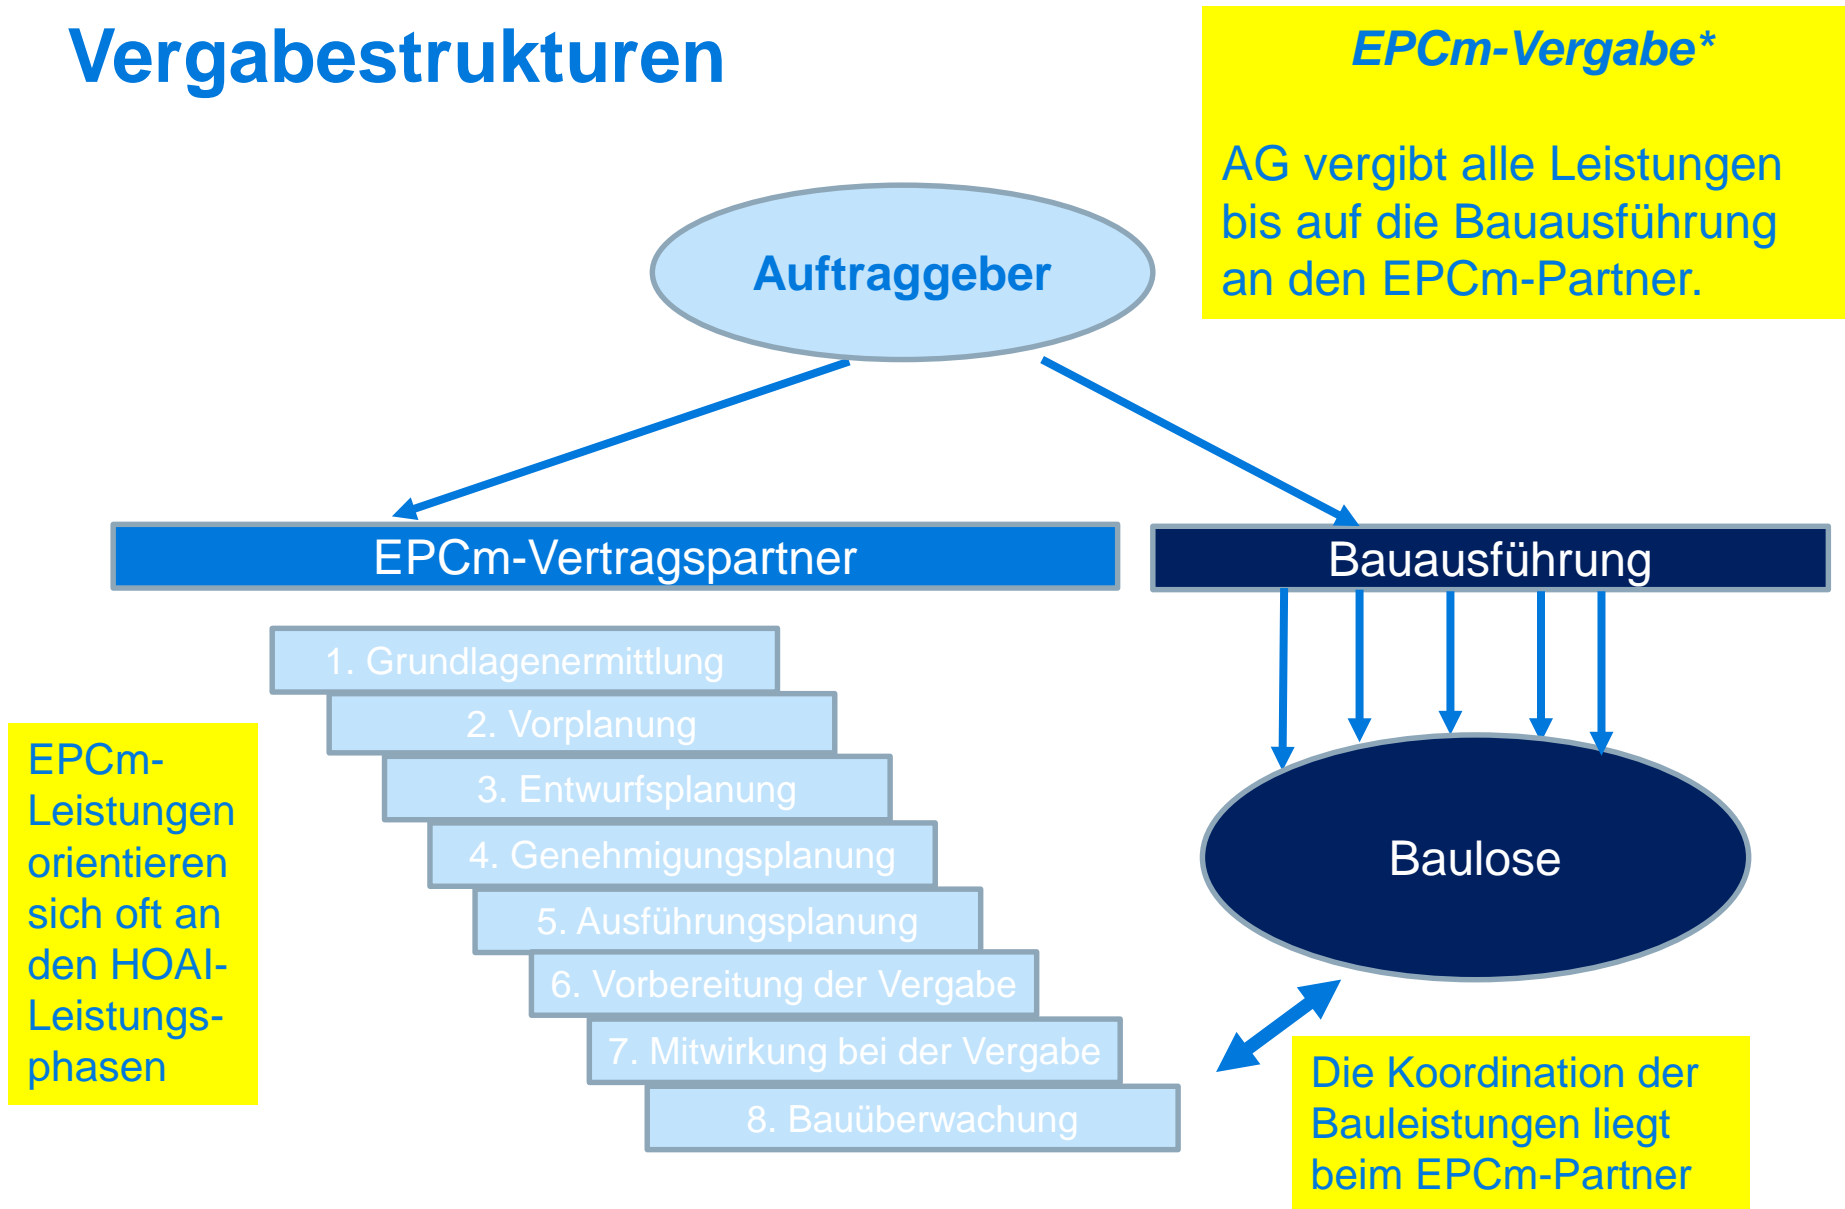 Vergabestrukturen
EPCm-Vergabe*
AG vergibt alle Leistungen
bis auf die Bauausführung
an den EPCm-Partner.
Auftraggeber
EPCm-Vertragspartner
Bauausführung
1. Grundlagenermittlung
2. Vorplanung
3. Entwurfsplanung
4. Genehmigungsplanung
5. Ausführungsplanung
6. Vorbereitung der Vergabe
7. Mitwirkung bei der Vergabe
8. Bauüberwachung
EPCm-
Leistungen
orientieren
sich oft an
den HOAI-
Leistungs-
phasen
Baulose
Die Koordination der
Bauleistungen liegt
beim EPCm-Partner